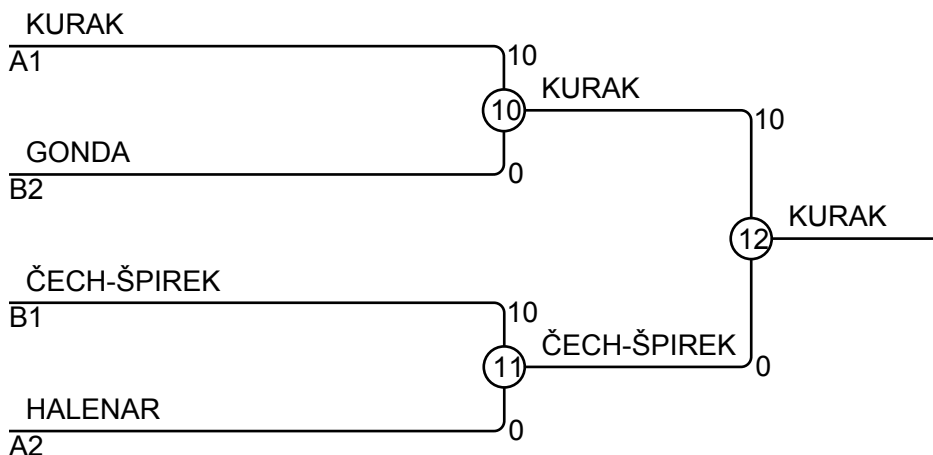 KURAK
A1
10
10
KURAK
10
GONDA
B2
0
12
KURAK
ČECH-ŠPIREK
B1
10
11
ČECH-ŠPIREK
0
HALENAR
A2
0